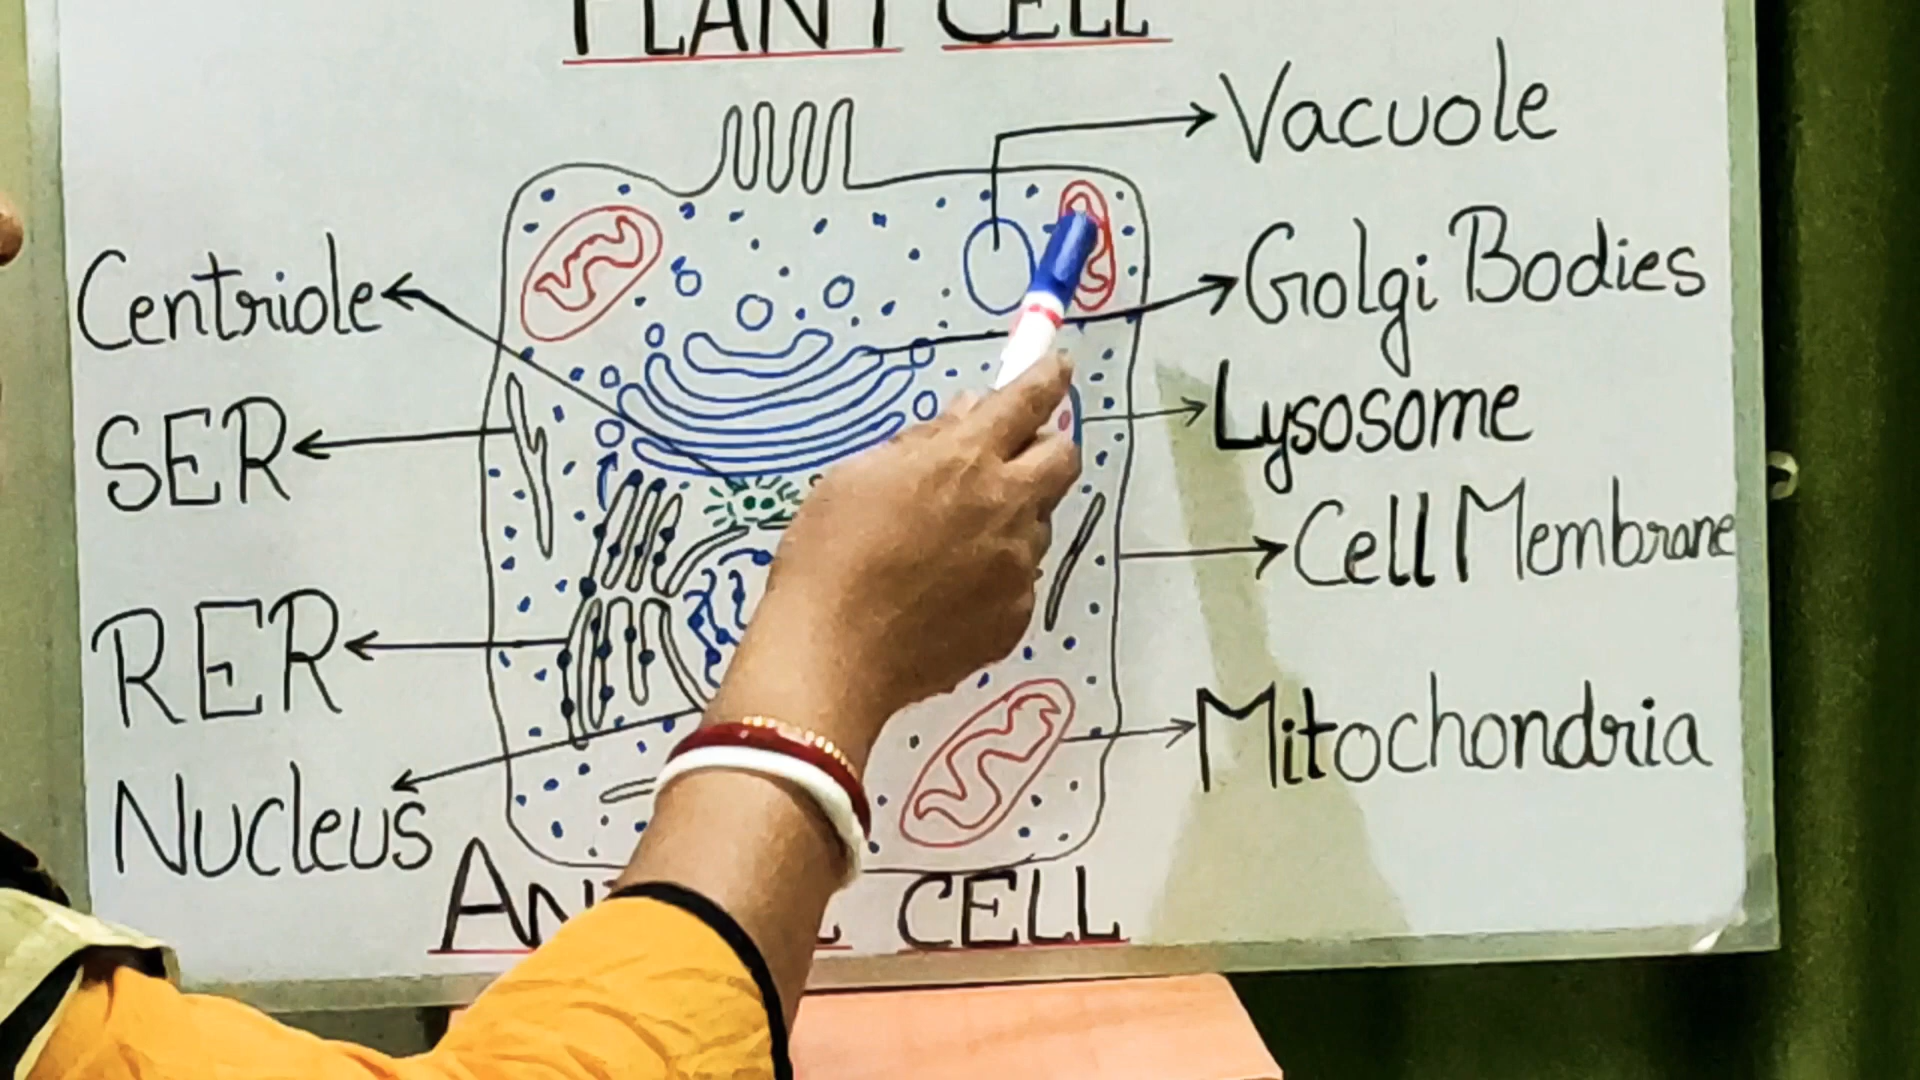 PLANT CELL
Vacuole
Centriole
Golgi Bodies
SER
Lysosome
Cell Membrane
RER
Mitochondria
Nucleus
CELL